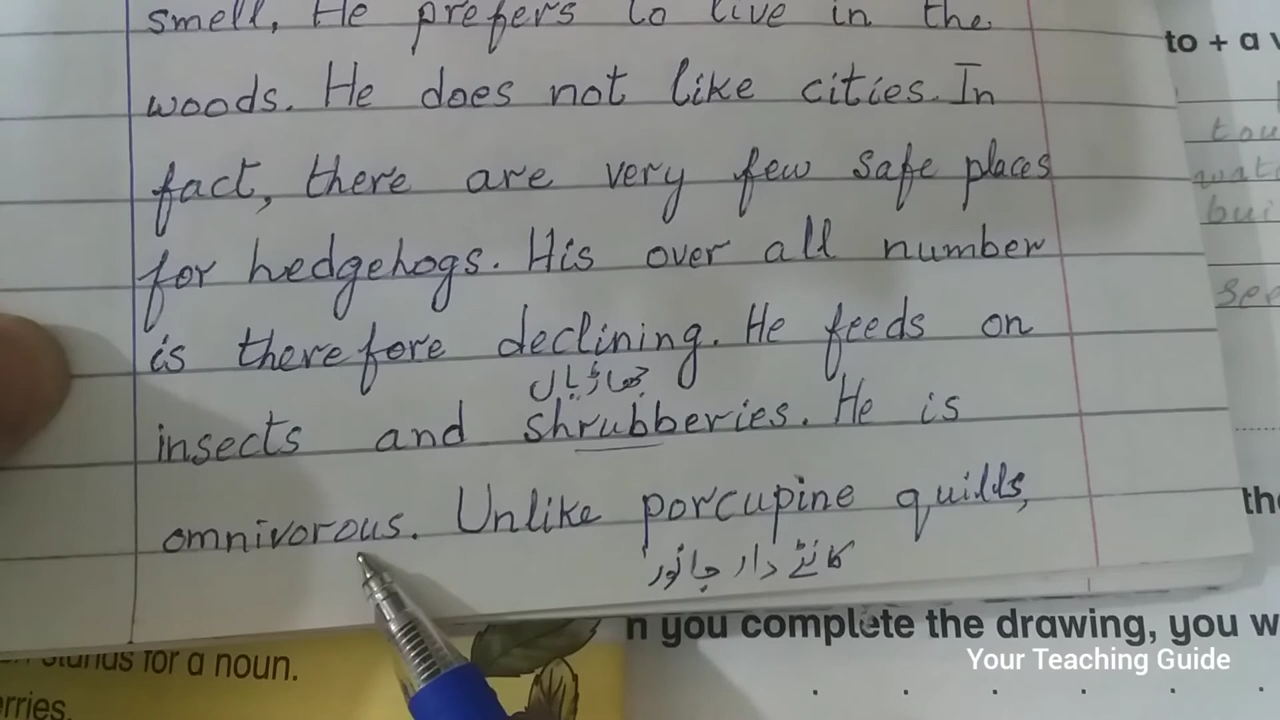 smell, He prefers to live in the
woods. He does not like cities. In
fact, there are very few safe places
for hedgehogs. His over all number
is therefore declining. He feeds on
جھاڑیاں
insects and shrubberies. He is
omnivorous. Unlike porcupine quills,
کانٹے دار جانور
to + a
n you complete the drawing, you w
Your Teaching Guide
stands for a noun.